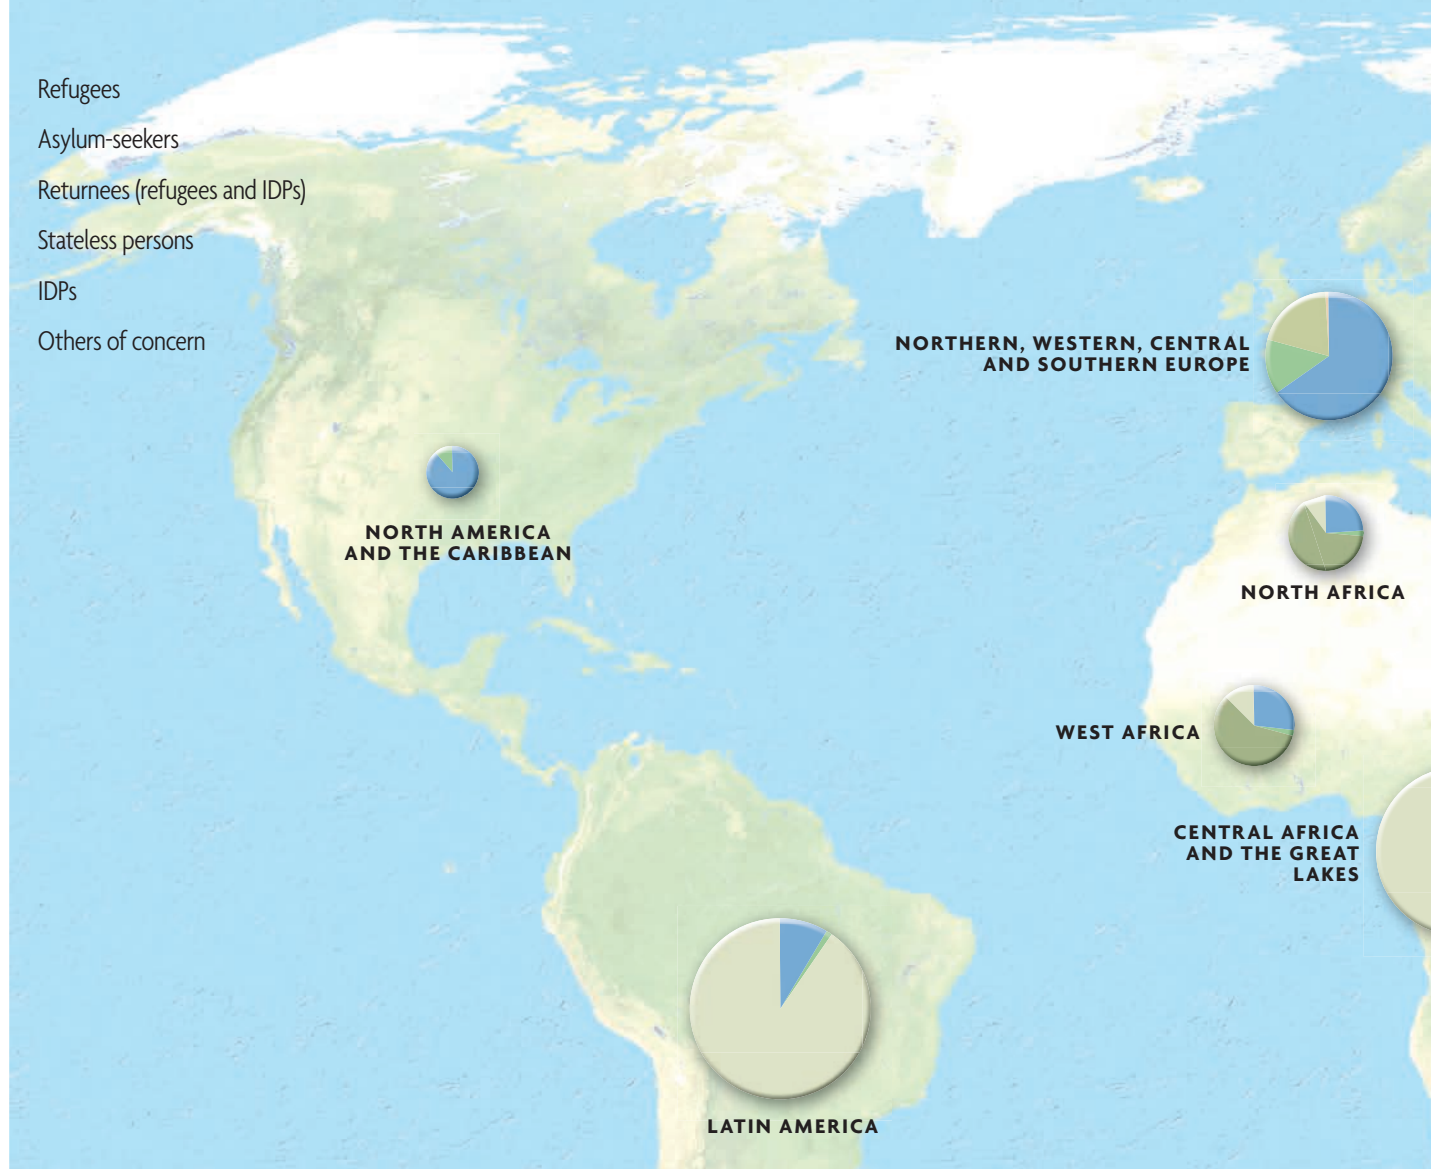 Refugees
Asylum-seekers
Returnees (refugees and IDPs)
Stateless persons
IDPs
Others of concern
NORTHERN, WESTERN, CENTRAL
AND SOUTHERN EUROPE
NORTH AMERICA
AND THE CARIBBEAN
NORTH AFRICA
WEST AFRICA
CENTRAL AFRICA
AND THE GREAT
LAKES
LATIN AMERICA